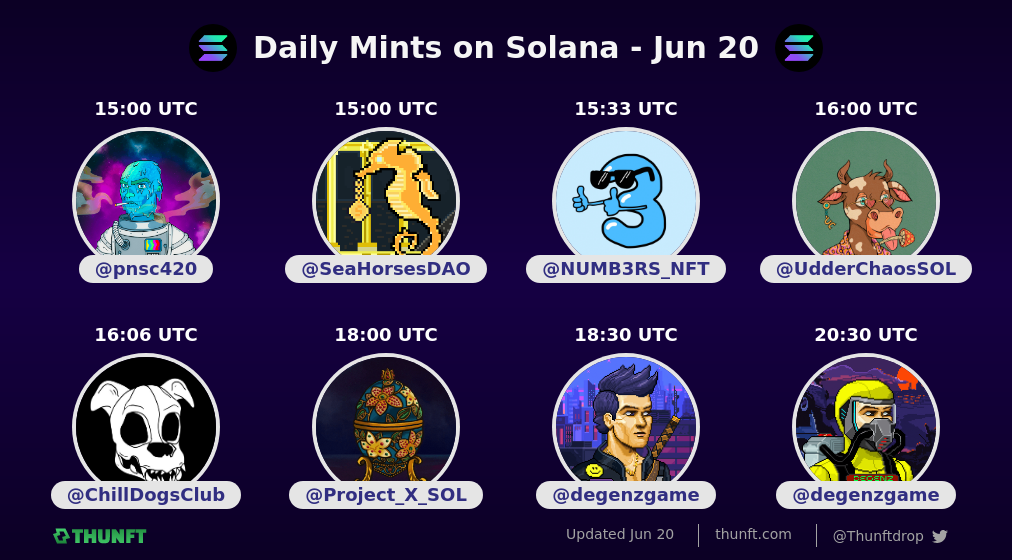 Daily Mints on Solana - Jun 20
15:00 UTC
15:00 UTC
15:33 UTC
16:00 UTC
@pnsc420
@SeaHorsesDAO
@NUMB3RS_NFT
@UdderChaosSOL
16:06 UTC
18:00 UTC
18:30 UTC
20:30 UTC
DEGENZ
@ChillDogsClub
@Project_X_SOL
@degenzgame
@degenzgame
THUNFT
Updated Jun 20
thunft.com
@Thunftdrop